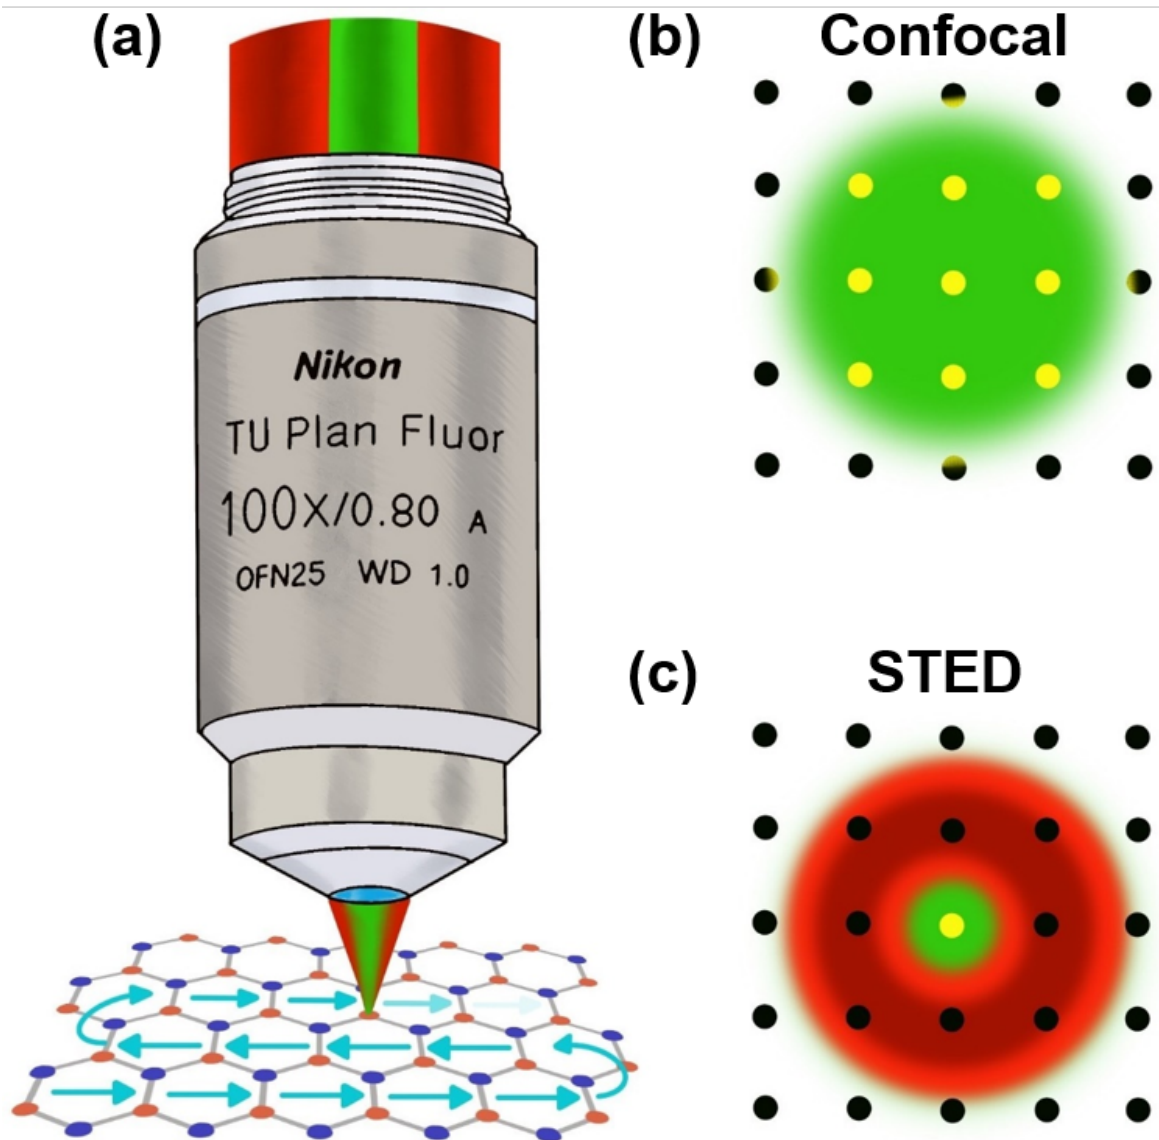 (a)
Nikon
TU Plan Fluor
100X/0.80 A
OFN25 WD 1.0
(b) Confocal
(c) STED